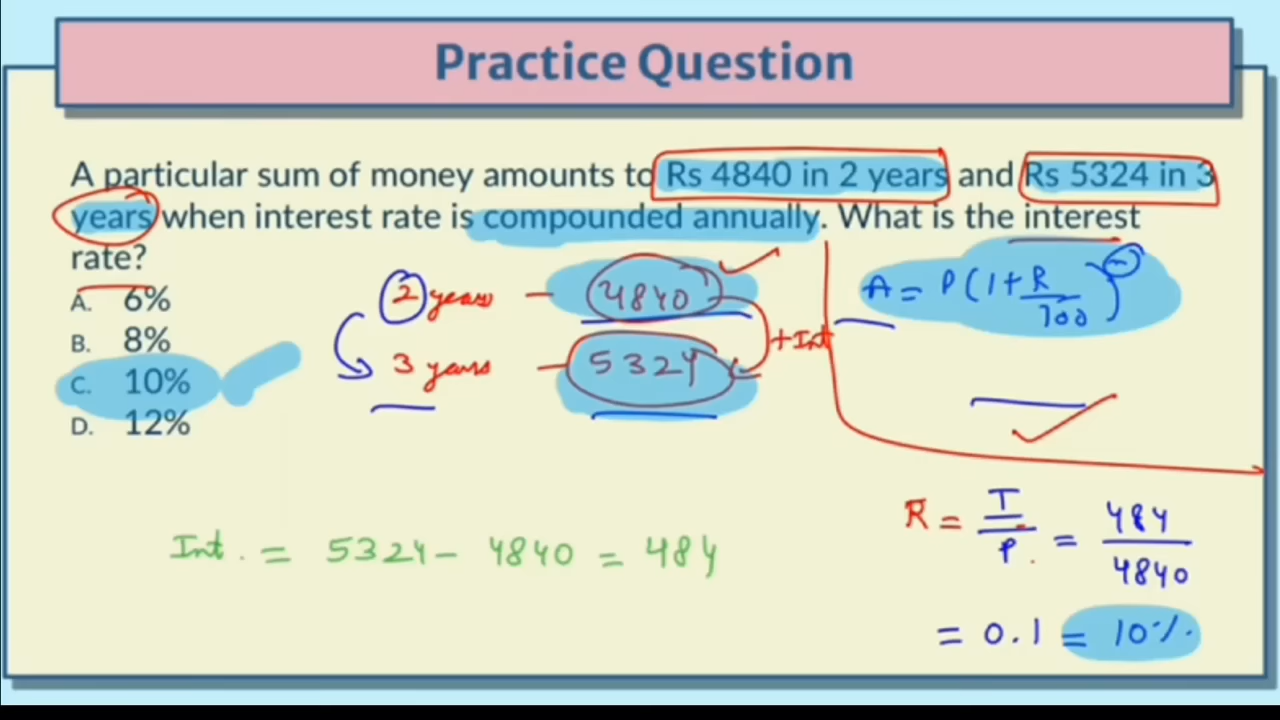 Practice Question
A particular sum of money amounts to Rs 4840 in 2 years and Rs 5324 in 3
years when interest rate is compounded annually. What is the interest
rate?
A. 6%
B. 8%
C. 10%
D. 12%
2 years — 4840
3 years — 5324
+Int
A = P(1+R/100)
Int. = 5324 - 4840 = 484
R = I/P = 484/4840
= 0.1 = 10%